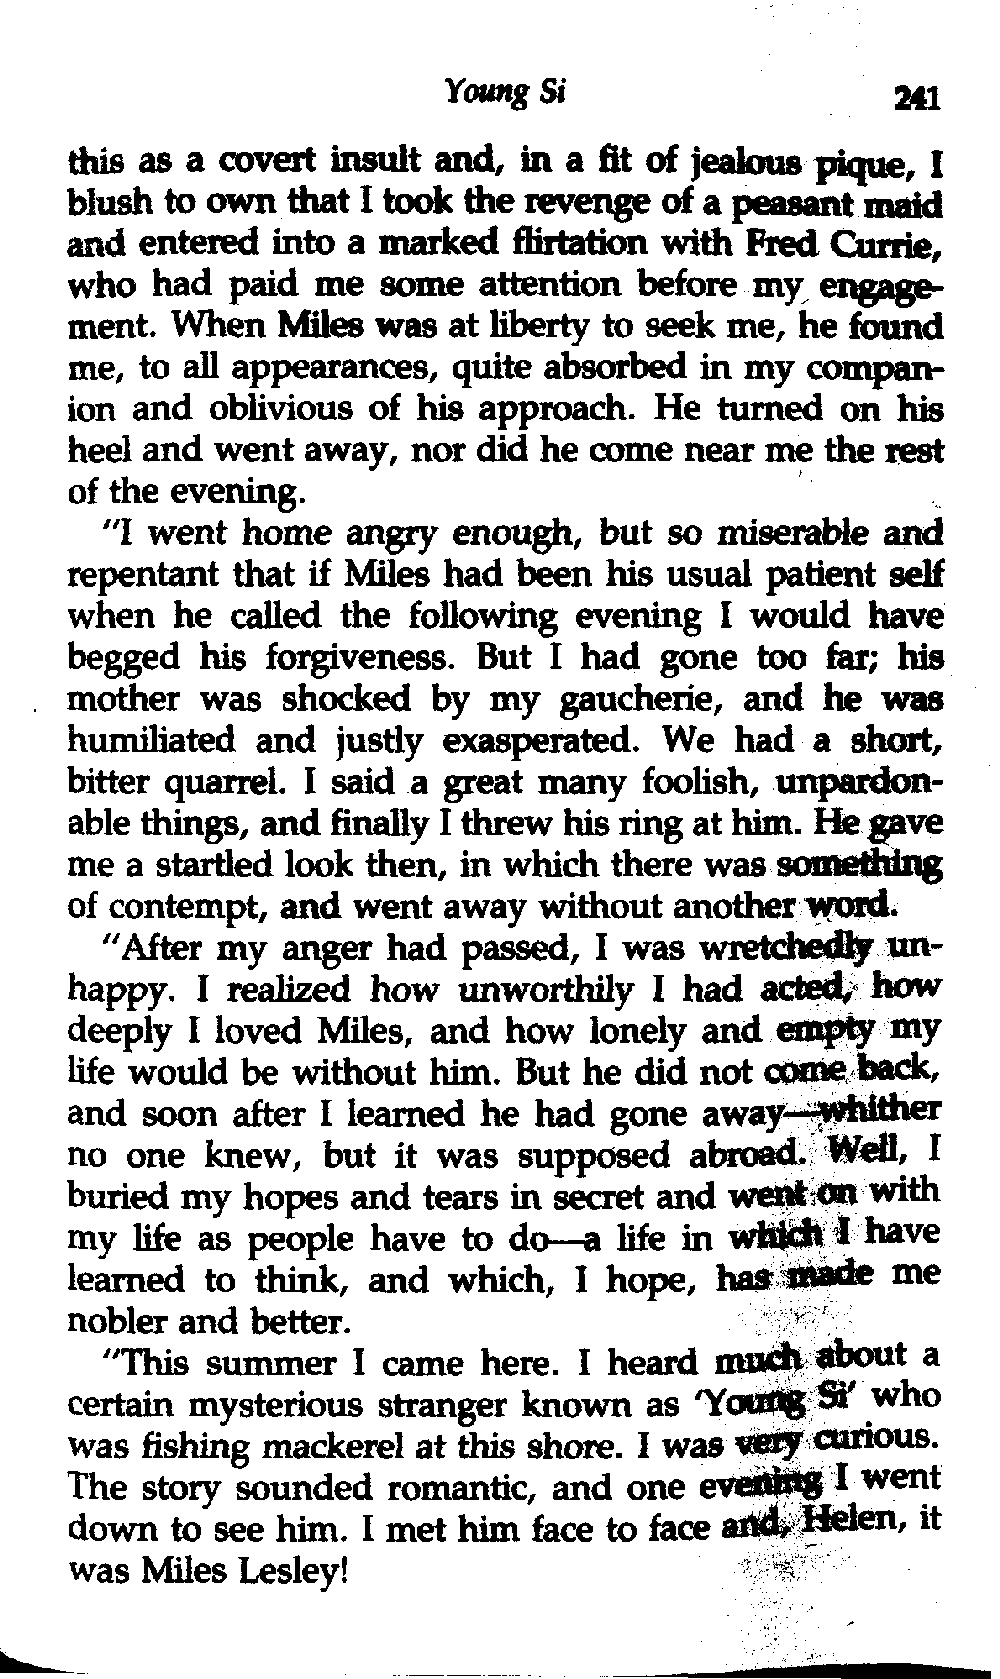 Young Si 241
this as a covert insult and, in a fit of jealous pique, I
blush to own that I took the revenge of a peasant maid
and entered into a marked flirtation with Fred Currie,
who had paid me some attention before my engage-
ment. When Miles was at liberty to seek me, he found
me, to all appearances, quite absorbed in my compan-
ion and oblivious of his approach. He turned on his
heel and went away, nor did he come near me the rest
of the evening.
"I went home angry enough, but so miserable and
repentant that if Miles had been his usual patient self
when he called the following evening I would have
begged his forgiveness. But I had gone too far; his
mother was shocked by my gaucherie, and he was
humiliated and justly exasperated. We had a short,
bitter quarrel. I said a great many foolish, unpardon-
able things, and finally I threw his ring at him. He gave
me a startled look then, in which there was something
of contempt, and went away without another word.
"After my anger had passed, I was wretchedly un-
happy. I realized how unworthily I had acted, how
deeply I loved Miles, and how lonely and empty my
life would be without him. But he did not come back,
and soon after I learned he had gone away—whither
no one knew, but it was supposed abroad. Well, I
buried my hopes and tears in secret and went on with
my life as people have to do—a life in which I have
learned to think, and which, I hope, has made me
nobler and better.
"This summer I came here. I heard much about a
certain mysterious stranger known as 'Young Si' who
was fishing mackerel at this shore. I was very curious.
The story sounded romantic, and one evening I went
down to see him. I met him face to face and, Helen, it
was Miles Lesley!